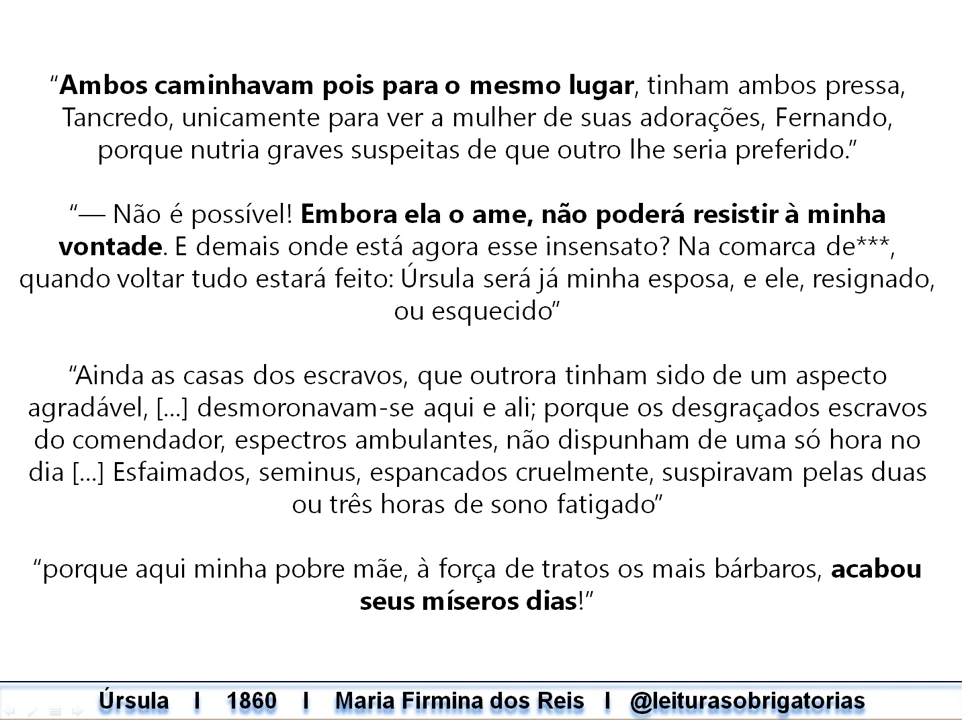 “Ambos caminhavam pois para o mesmo lugar, tinham ambos pressa,
Tancredo, unicamente para ver a mulher de suas adorações, Fernando,
porque nutria graves suspeitas de que outro lhe seria preferido.”
“— Não é possível! Embora ela o ame, não poderá resistir à minha
vontade. E demais onde está agora esse insensato? Na comarca de***,
quando voltar tudo estará feito: Úrsula será já minha esposa, e ele, resignado,
ou esquecido”
“Ainda as casas dos escravos, que outrora tinham sido de um aspecto
agradável, [...] desmoronavam-se aqui e ali; porque os desgraçados escravos
do comendador, espectros ambulantes, não dispunham de uma só hora no
dia [...] Esfaimados, seminus, espancados cruelmente, suspiravam pelas duas
ou três horas de sono fatigado”
“porque aqui minha pobre mãe, à força de tratos os mais bárbaros, acabou
seus míseros dias!”
Úrsula I 1860 I Maria Firmina dos Reis I @leiturasobrigatorias